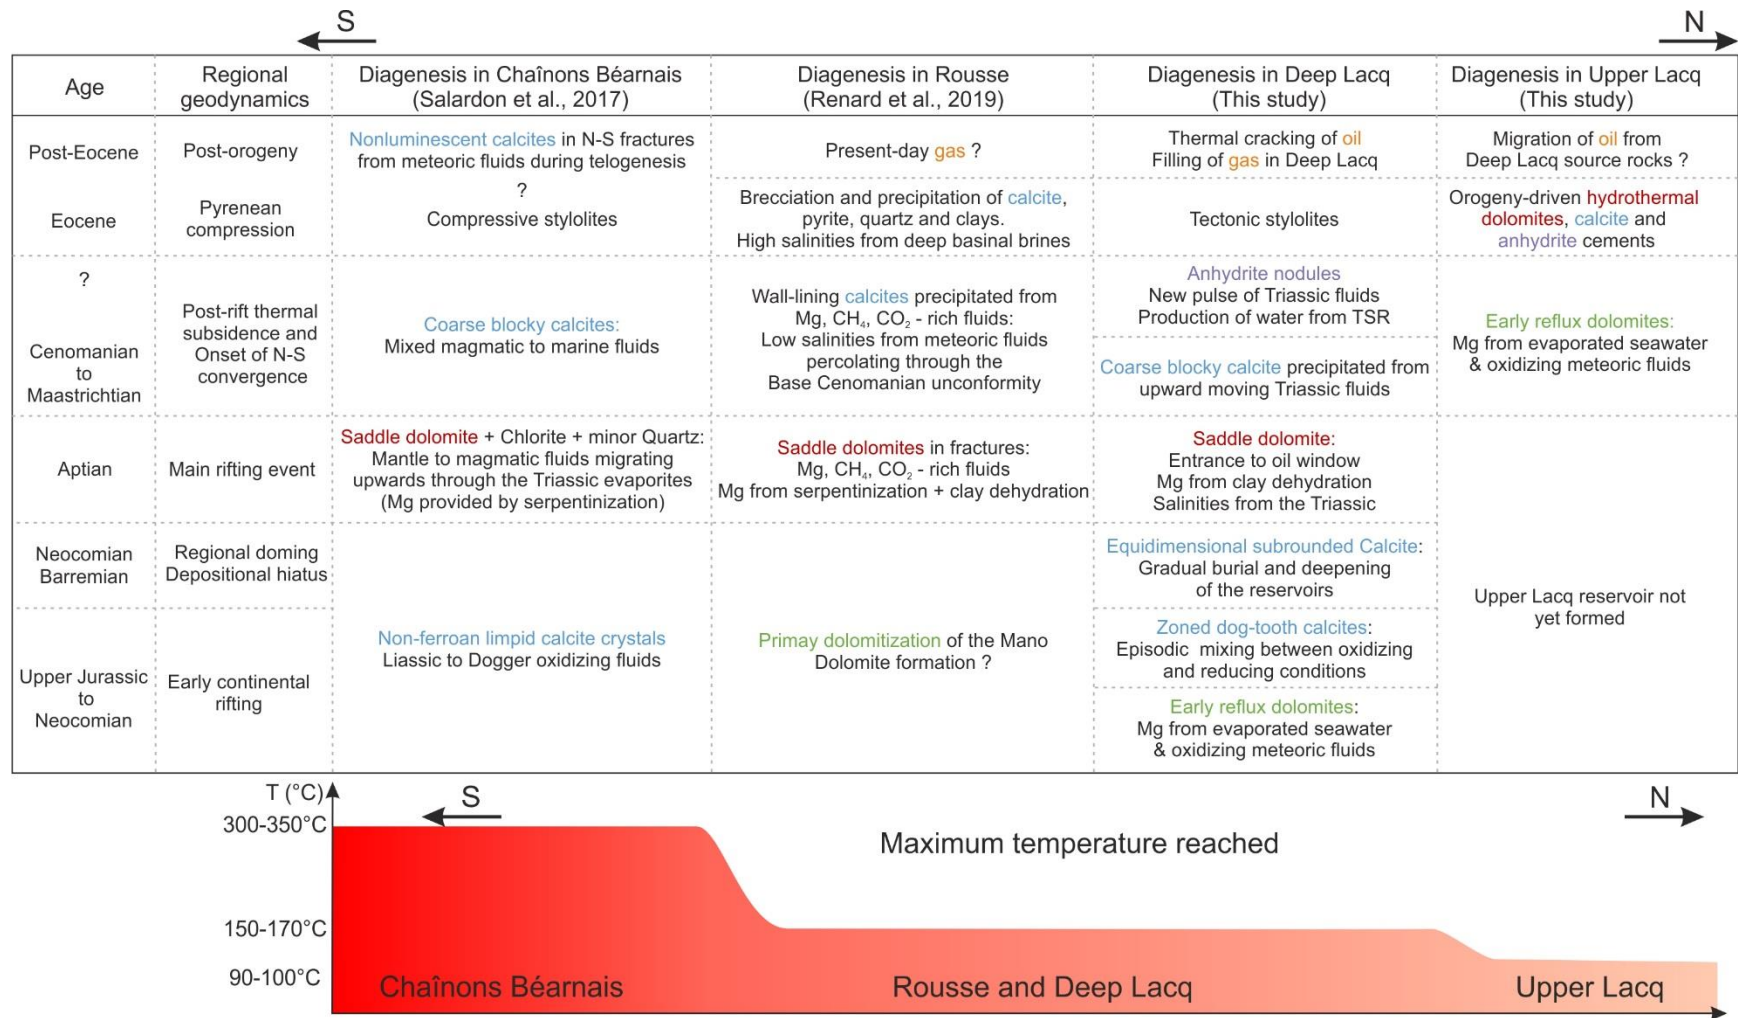 S
N
Age
Regional
geodynamics
Diagenesis in Chaînons Béarnais
(Salardon et al., 2017)
Diagenesis in Rousse
(Renard et al., 2019)
Diagenesis in Deep Lacq
(This study)
Diagenesis in Upper Lacq
(This study)
Post-Eocene
Post-orogeny
Nonluminescent calcites in N-S fractures
from meteoric fluids during telogenesis
?
Present-day gas ?
Thermal cracking of oil
Filling of gas in Deep Lacq
Migration of oil from
Deep Lacq source rocks ?
Eocene
Pyrenean
compression
Compressive stylolites
Brecciation and precipitation of calcite,
pyrite, quartz and clays.
High salinities from deep basinal brines
Tectonic stylolites
Orogeny-driven hydrothermal
dolomites, calcite and
anhydrite cements
?
Cenomanian
to
Maastrichtian
Post-rift thermal
subsidence and
Onset of N-S
convergence
Coarse blocky calcites:
Mixed magmatic to marine fluids
Wall-lining calcites precipitated from
Mg, CH₄, CO₂ - rich fluids:
Low salinities from meteoric fluids
percolating through the
Base Cenomanian unconformity
Anhydrite nodules
New pulse of Triassic fluids
Production of water from TSR
Coarse blocky calcite precipitated from
upward moving Triassic fluids
Early reflux dolomites:
Mg from evaporated seawater
& oxidizing meteoric fluids
Aptian
Main rifting event
Saddle dolomite + Chlorite + minor Quartz:
Mantle to magmatic fluids migrating
upwards through the Triassic evaporites
(Mg provided by serpentinization)
Saddle dolomites in fractures:
Mg, CH₄, CO₂ - rich fluids
Mg from serpentinization + clay dehydration
Saddle dolomite:
Entrance to oil window
Mg from clay dehydration
Salinities from the Triassic
Neocomian
Barremian
Regional doming
Depositional hiatus
Equidimensional subrounded Calcite:
Gradual burial and deepening
of the reservoirs
Upper Lacq reservoir not
yet formed
Upper Jurassic
to
Neocomian
Early continental
rifting
Non-ferroan limpid calcite crystals
Liassic to Dogger oxidizing fluids
Primay dolomitization of the Mano
Dolomite formation ?
Zoned dog-tooth calcites:
Episodic mixing between oxidizing
and reducing conditions
Early reflux dolomites:
Mg from evaporated seawater
& oxidizing meteoric fluids
T (°C)
S
N
300-350°C
Maximum temperature reached
150-170°C
90-100°C
Chaînons Béarnais
Rousse and Deep Lacq
Upper Lacq